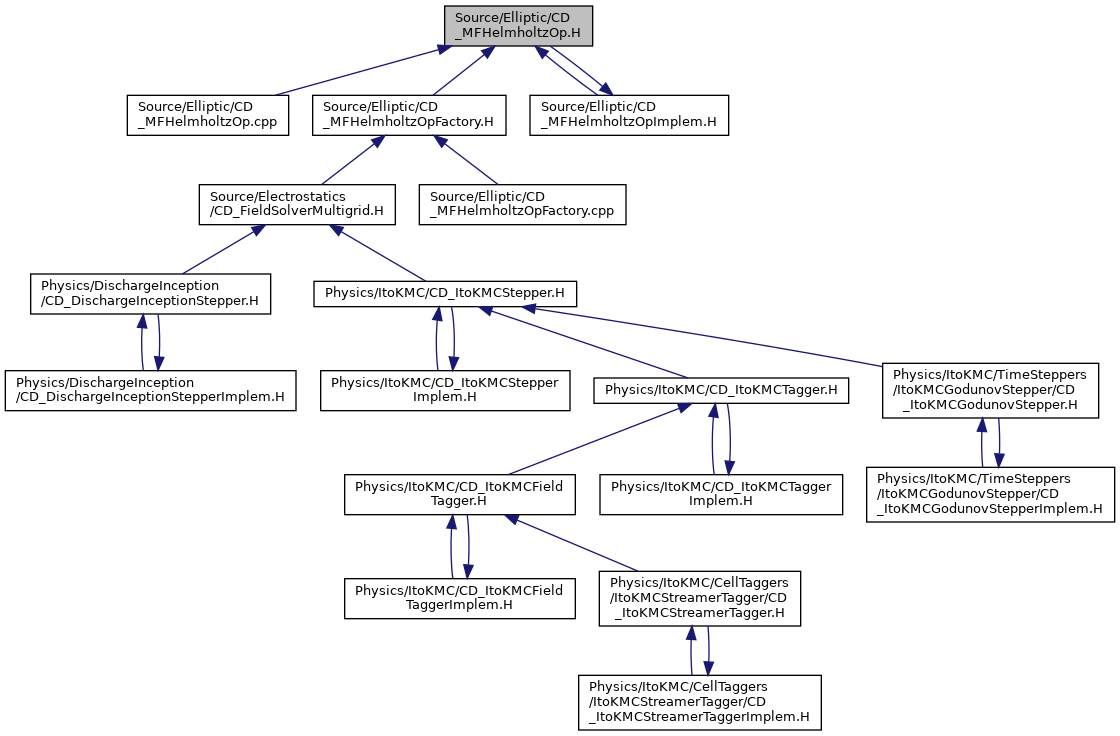 Source/Elliptic/CD
_MFHelmholtzOp.H
Source/Elliptic/CD
_MFHelmholtzOp.cpp
Source/Elliptic/CD
_MFHelmholtzOpFactory.H
Source/Elliptic/CD
_MFHelmholtzOpImplem.H
Source/Electrostatics
/CD_FieldSolverMultigrid.H
Source/Elliptic/CD
_MFHelmholtzOpFactory.cpp
Physics/DischargeInception
/CD_DischargeInceptionStepper.H
Physics/ItoKMC/CD_ItoKMCStepper.H
Physics/DischargeInception
/CD_DischargeInceptionStepperImplem.H
Physics/ItoKMC/CD_ItoKMCStepper
Implem.H
Physics/ItoKMC/CD_ItoKMCTagger.H
Physics/ItoKMC/TimeSteppers
/ItoKMCGodunovStepper/CD
_ItoKMCGodunovStepper.H
Physics/ItoKMC/CD_ItoKMCField
Tagger.H
Physics/ItoKMC/CD_ItoKMCTagger
Implem.H
Physics/ItoKMC/TimeSteppers
/ItoKMCGodunovStepper/CD
_ItoKMCGodunovStepperImplem.H
Physics/ItoKMC/CD_ItoKMCField
TaggerImplem.H
Physics/ItoKMC/CellTaggers
/ItoKMCStreamerTagger/CD
_ItoKMCStreamerTagger.H
Physics/ItoKMC/CellTaggers
/ItoKMCStreamerTagger/CD
_ItoKMCStreamerTaggerImplem.H